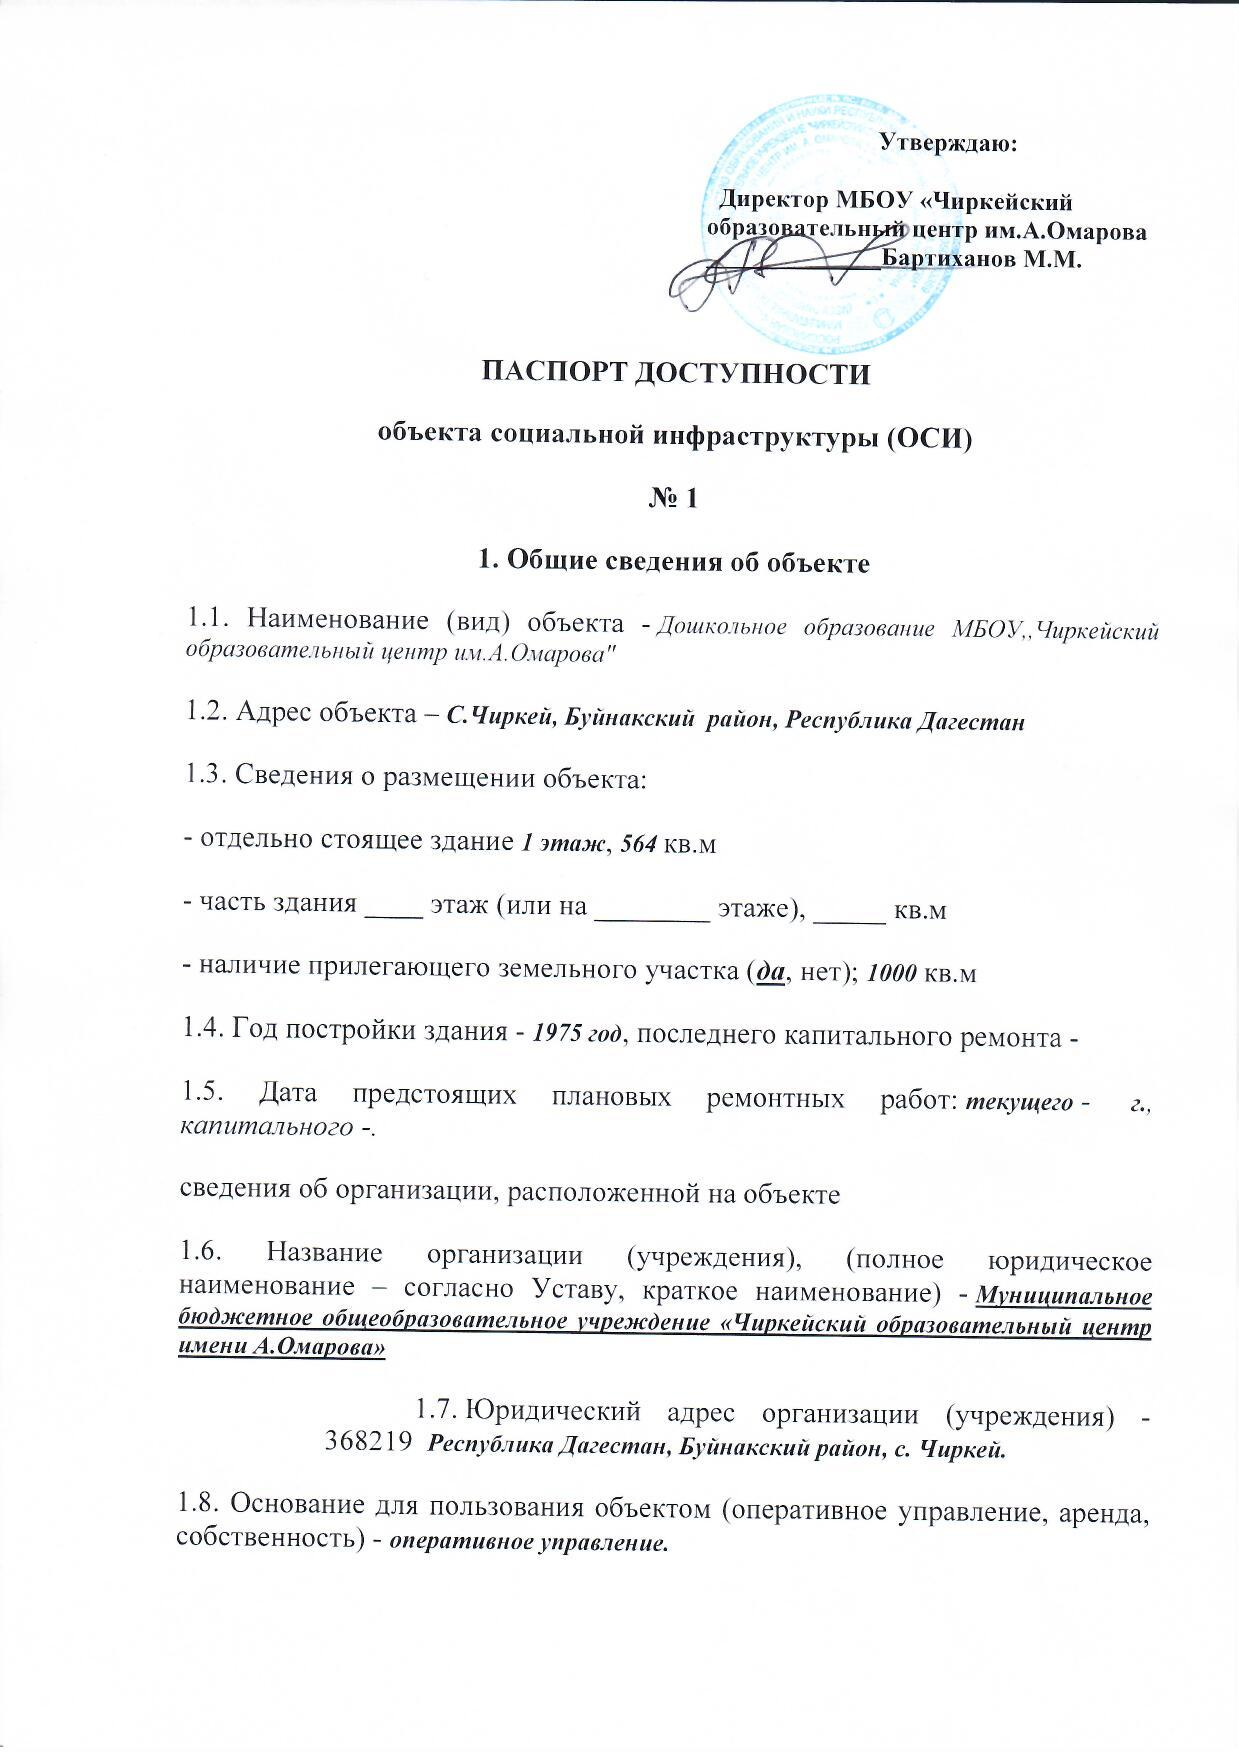 Утверждаю:
Директор МБОУ «Чиркейский
образовательный центр им.А.Омарова
Бартиханов М.М.
ПАСПОРТ ДОСТУПНОСТИ
объекта социальной инфраструктуры (ОСИ)
№ 1
1. Общие сведения об объекте
1.1. Наименование (вид) объекта - Дошкольное образование МБОУ,,Чиркейский
образовательный центр им.А.Омарова"
1.2. Адрес объекта – С.Чиркей, Буйнакский район, Республика Дагестан
1.3. Сведения о размещении объекта:
- отдельно стоящее здание 1 этаж, 564 кв.м
- часть здания ____ этаж (или на ________ этаже), _____ кв.м
- наличие прилегающего земельного участка (да, нет); 1000 кв.м
1.4. Год постройки здания - 1975 год, последнего капитального ремонта -
1.5. Дата предстоящих плановых ремонтных работ: текущего - г.,
капитального -.
сведения об организации, расположенной на объекте
1.6. Название организации (учреждения), (полное юридическое
наименование – согласно Уставу, краткое наименование) - Муниципальное
бюджетное общеобразовательное учреждение «Чиркейский образовательный центр
имени А.Омарова»
1.7. Юридический адрес организации (учреждения) -
368219 Республика Дагестан, Буйнакский район, с. Чиркей.
1.8. Основание для пользования объектом (оперативное управление, аренда,
собственность) - оперативное управление.